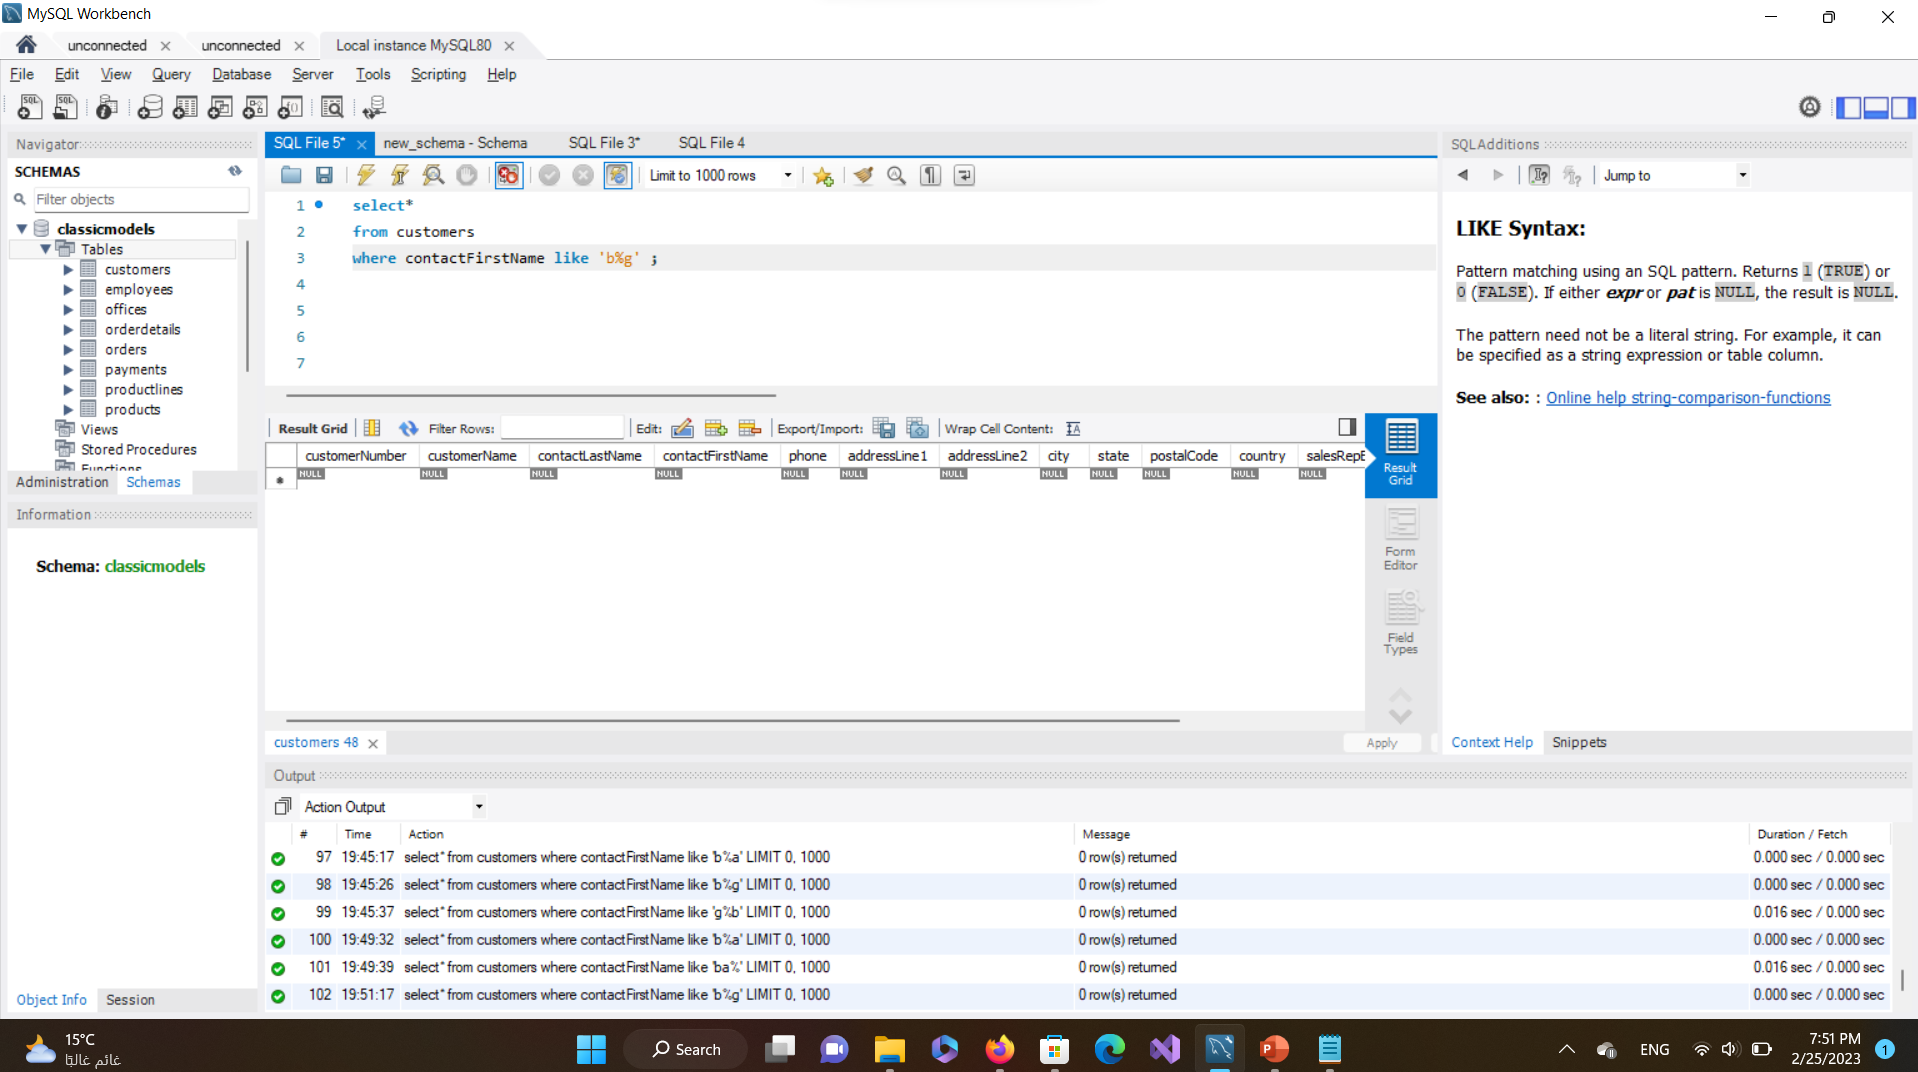 MySQL Workbench
unconnected
unconnected
Local instance MySQL80
File Edit View Query Database Server Tools Scripting Help
Navigator
SCHEMAS
Filter objects
classicmodels
Tables
customers
employees
offices
orderdetails
orders
payments
productlines
products
Views
Stored Procedures
Functions
Administration Schemas
Information
Schema: classicmodels
Object Info Session
SQL File 5* new_schema - Schema SQL File 3* SQL File 4
Limit to 1000 rows
1 select*
2 from customers
3 where contactFirstName like 'b%g' ;
4
5
6
7
Result Grid Filter Rows: Edit: Export/Import: Wrap Cell Content:
customerNumber customerName contactLastName contactFirstName phone addressLine1 addressLine2 city state postalCode country salesRepE
NULL NULL NULL NULL NULL NULL NULL NULL NULL NULL NULL NULL
Result Grid
Form Editor
Field Types
customers 48
Apply
SQLAdditions
Jump to
LIKE Syntax:
Pattern matching using an SQL pattern. Returns 1 (TRUE) or
0 (FALSE). If either expr or pat is NULL, the result is NULL.
The pattern need not be a literal string. For example, it can
be specified as a string expression or table column.
See also: : Online help string-comparison-functions
Context Help Snippets
Output
Action Output
# Time Action Message Duration / Fetch
97 19:45:17 select* from customers where contactFirstName like 'b%a' LIMIT 0, 1000 0 row(s) returned 0.000 sec / 0.000 sec
98 19:45:26 select* from customers where contactFirstName like 'b%g' LIMIT 0, 1000 0 row(s) returned 0.000 sec / 0.000 sec
99 19:45:37 select* from customers where contactFirstName like 'g%b' LIMIT 0, 1000 0 row(s) returned 0.016 sec / 0.000 sec
100 19:49:32 select* from customers where contactFirstName like 'b%a' LIMIT 0, 1000 0 row(s) returned 0.000 sec / 0.000 sec
101 19:49:39 select* from customers where contactFirstName like 'ba%' LIMIT 0, 1000 0 row(s) returned 0.016 sec / 0.000 sec
102 19:51:17 select* from customers where contactFirstName like 'b%g' LIMIT 0, 1000 0 row(s) returned 0.000 sec / 0.000 sec
15°C
غائم غالبًا
Search
ENG
7:51 PM
2/25/2023
1